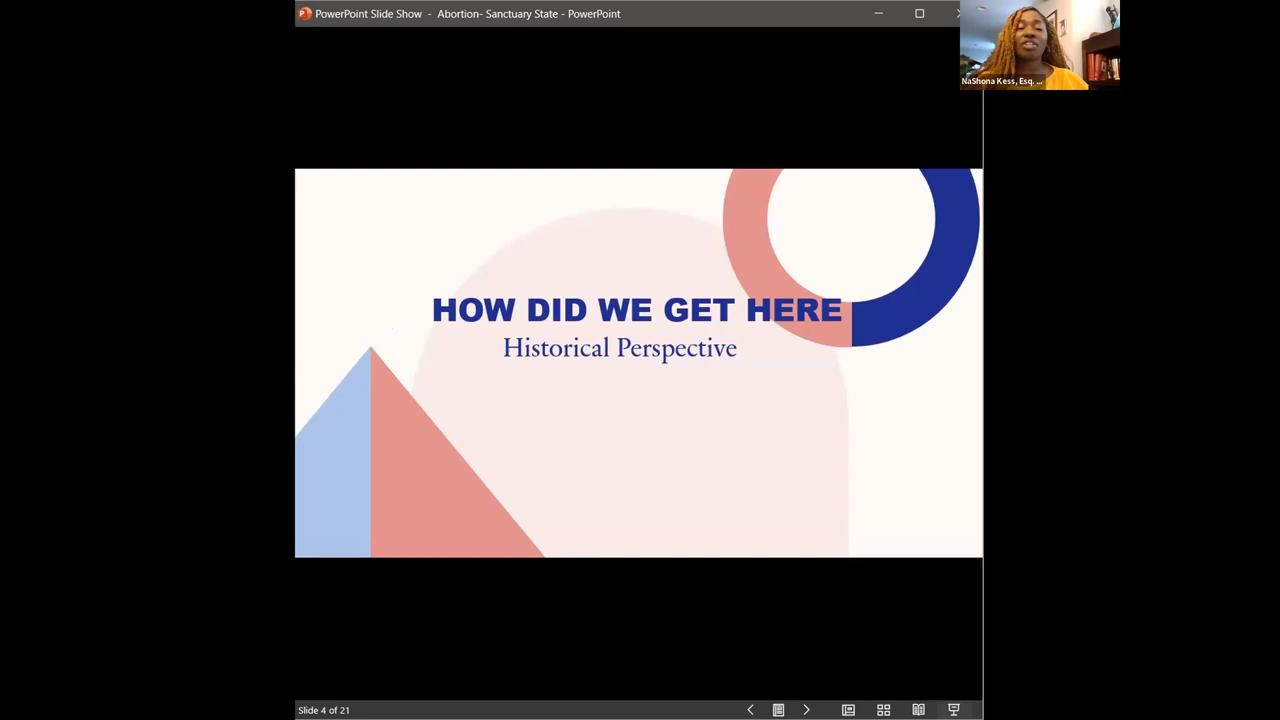 PowerPoint Slide Show - Abortion- Sanctuary State - PowerPoint
NaShona Kess, Esq. ...
HOW DID WE GET HERE
Historical Perspective
Slide 4 of 21